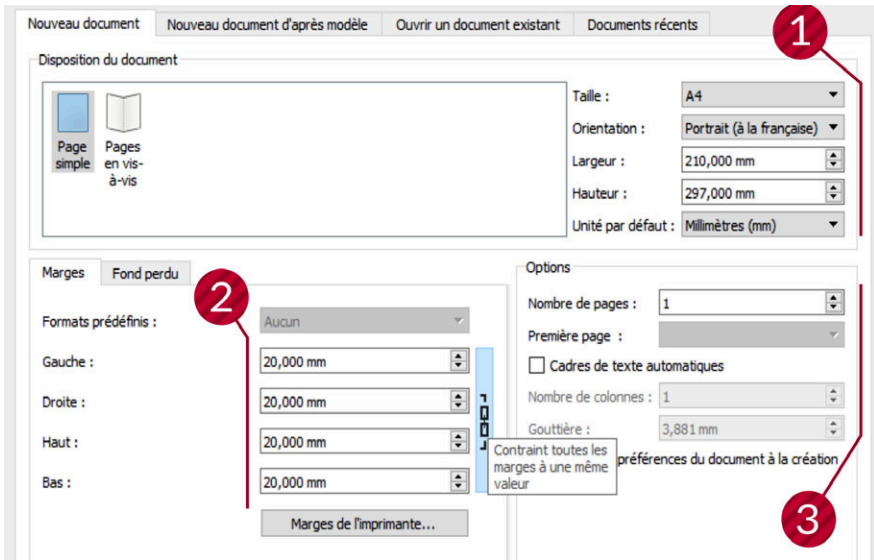 Nouveau document
Nouveau document d'après modèle
Ouvrir un document existant
Documents récents
1
Disposition du document
Page
simple
Pages
en vis-
à-vis
Taille :
A4
Orientation :
Portrait (à la française)
Largeur :
210,000 mm
Hauteur :
297,000 mm
Unité par défaut :
Millimètres (mm)
Marges
Fond perdu
2
Formats prédéfinis :
Aucun
Gauche :
20,000 mm
Droite :
20,000 mm
Haut :
20,000 mm
Bas :
20,000 mm
Marges de l'imprimante...
Contraint toutes les
marges à une même
valeur
Options
Nombre de pages :
1
Première page :
Cadres de texte automatiques
Nombre de colonnes :
1
Gouttière :
3,881 mm
préférences du document à la création
3